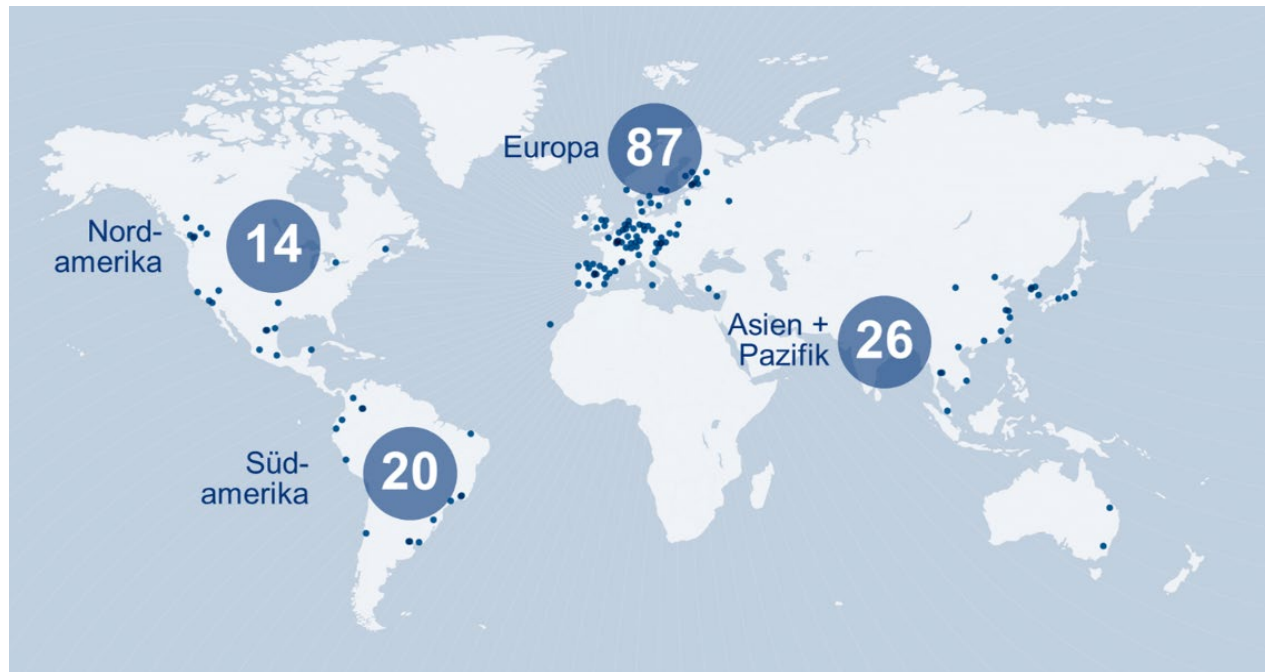 Europa
87
Nord-
amerika
14
Asien +
Pazifik
26
Süd-
amerika
20